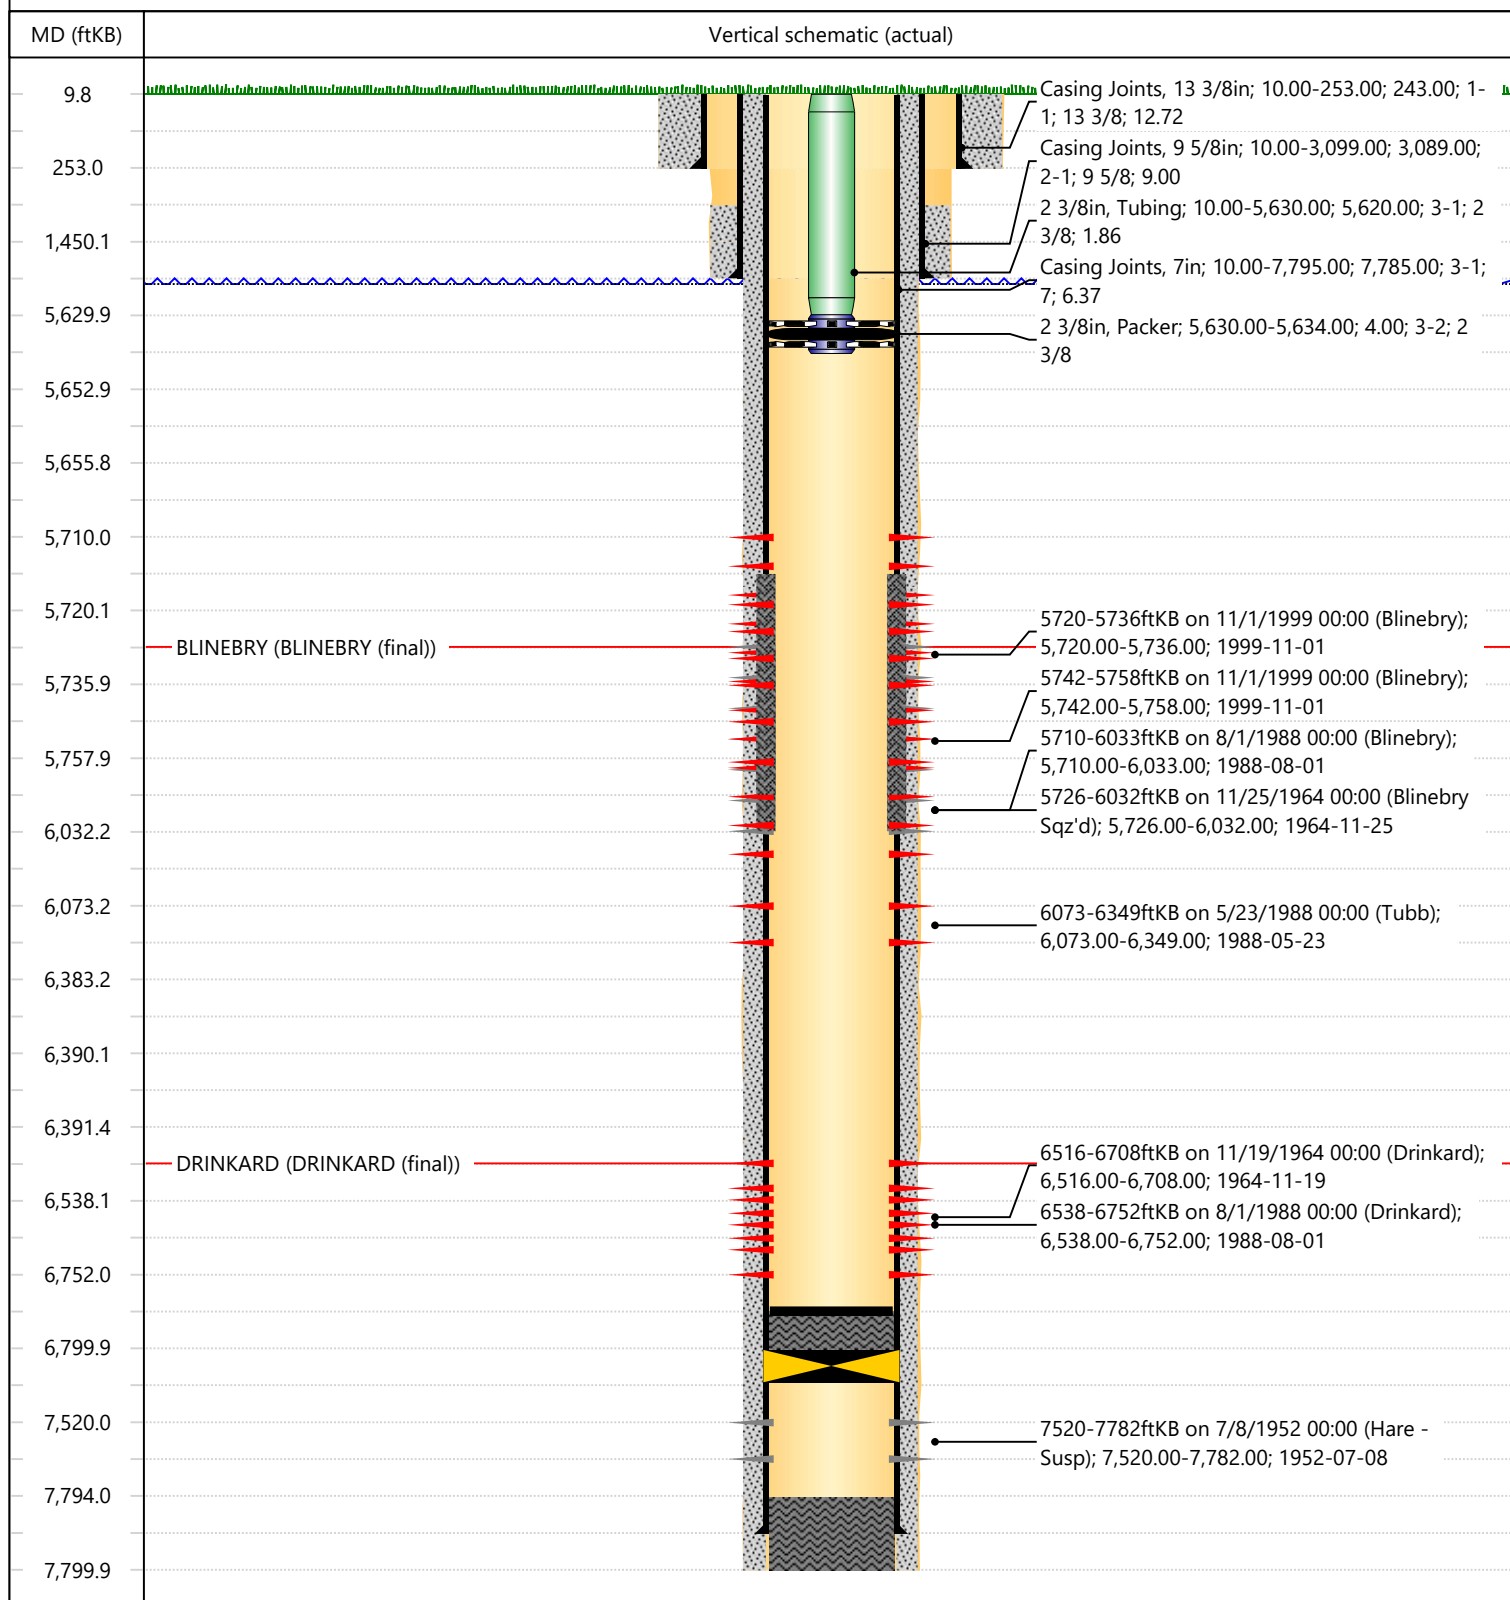 MD (ftKB)
Vertical schematic (actual)
9.8
253.0
1,450.1
5,629.9
5,652.9
5,655.8
5,710.0
5,720.1
5,735.9
5,757.9
6,032.2
6,073.2
6,383.2
6,390.1
6,391.4
6,538.1
6,752.0
6,799.9
7,520.0
7,794.0
7,799.9
BLINEBRY (BLINEBRY (final))
DRINKARD (DRINKARD (final))
Casing Joints, 13 3/8in; 10.00-253.00; 243.00; 1-
1; 13 3/8; 12.72
Casing Joints, 9 5/8in; 10.00-3,099.00; 3,089.00;
2-1; 9 5/8; 9.00
2 3/8in, Tubing; 10.00-5,630.00; 5,620.00; 3-1; 2
3/8; 1.86
Casing Joints, 7in; 10.00-7,795.00; 7,785.00; 3-1;
7; 6.37
2 3/8in, Packer; 5,630.00-5,634.00; 4.00; 3-2; 2
3/8
5720-5736ftKB on 11/1/1999 00:00 (Blinebry);
5,720.00-5,736.00; 1999-11-01
5742-5758ftKB on 11/1/1999 00:00 (Blinebry);
5,742.00-5,758.00; 1999-11-01
5710-6033ftKB on 8/1/1988 00:00 (Blinebry);
5,710.00-6,033.00; 1988-08-01
5726-6032ftKB on 11/25/1964 00:00 (Blinebry
Sqz'd); 5,726.00-6,032.00; 1964-11-25
6073-6349ftKB on 5/23/1988 00:00 (Tubb);
6,073.00-6,349.00; 1988-05-23
6516-6708ftKB on 11/19/1964 00:00 (Drinkard);
6,516.00-6,708.00; 1964-11-19
6538-6752ftKB on 8/1/1988 00:00 (Drinkard);
6,538.00-6,752.00; 1988-08-01
7520-7782ftKB on 7/8/1952 00:00 (Hare -
Susp); 7,520.00-7,782.00; 1952-07-08